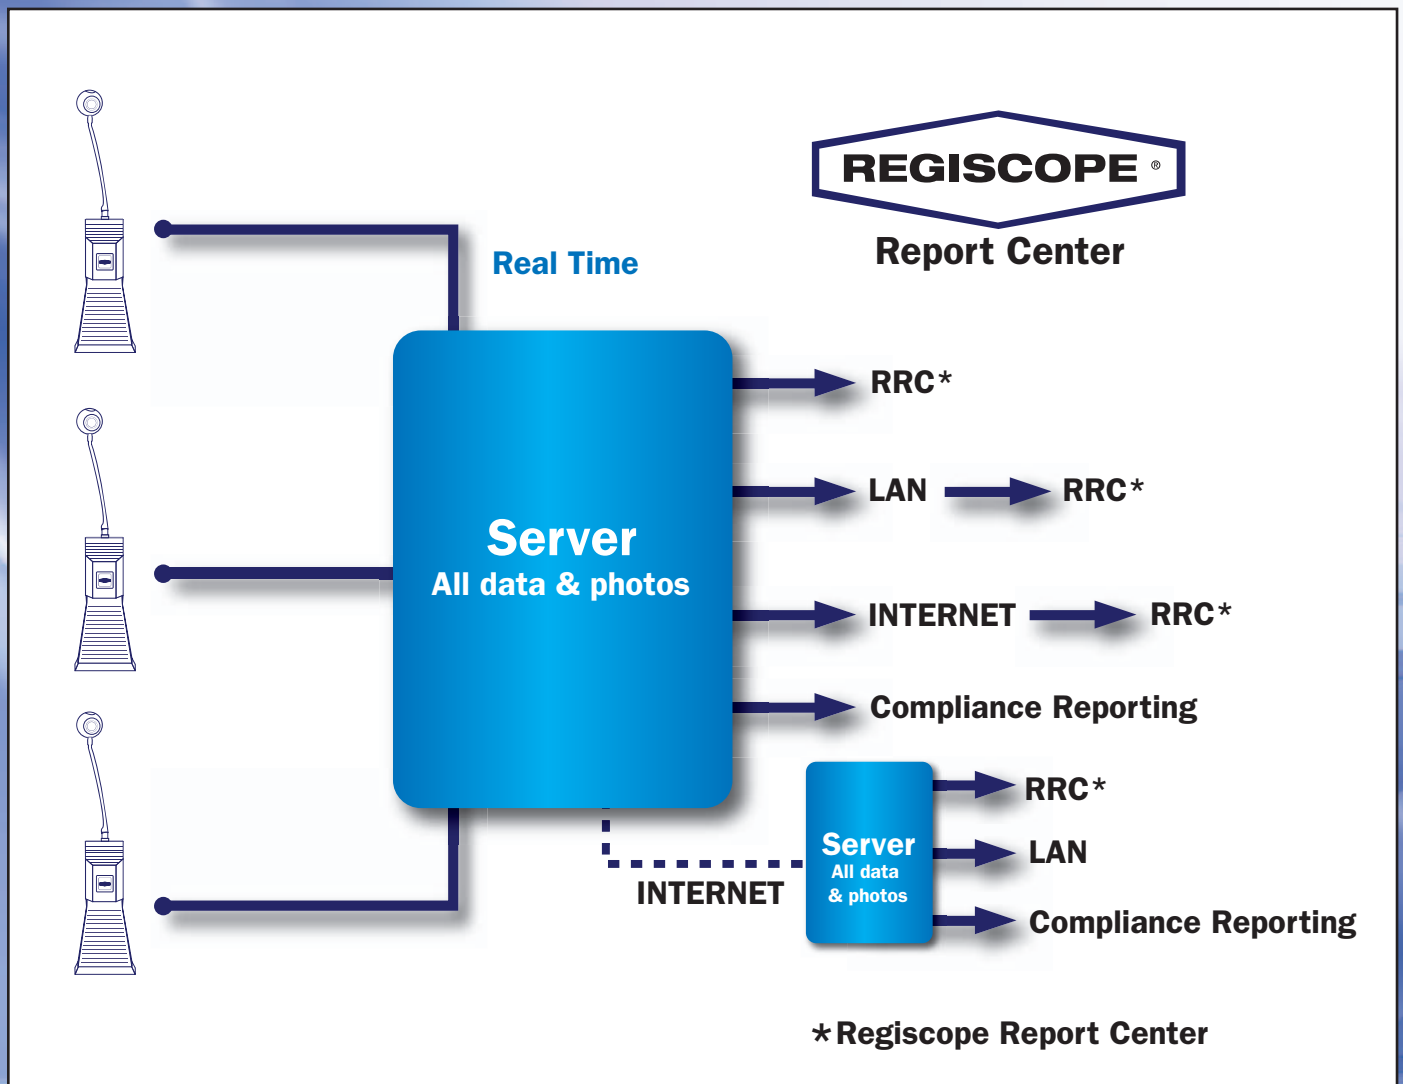 REGISCOPE ®
Report Center
Real Time
RRC*
LAN
RRC*
Server
All data & photos
INTERNET
RRC*
Compliance Reporting
RRC*
Server
All data
& photos
LAN
INTERNET
Compliance Reporting
*Regiscope Report Center